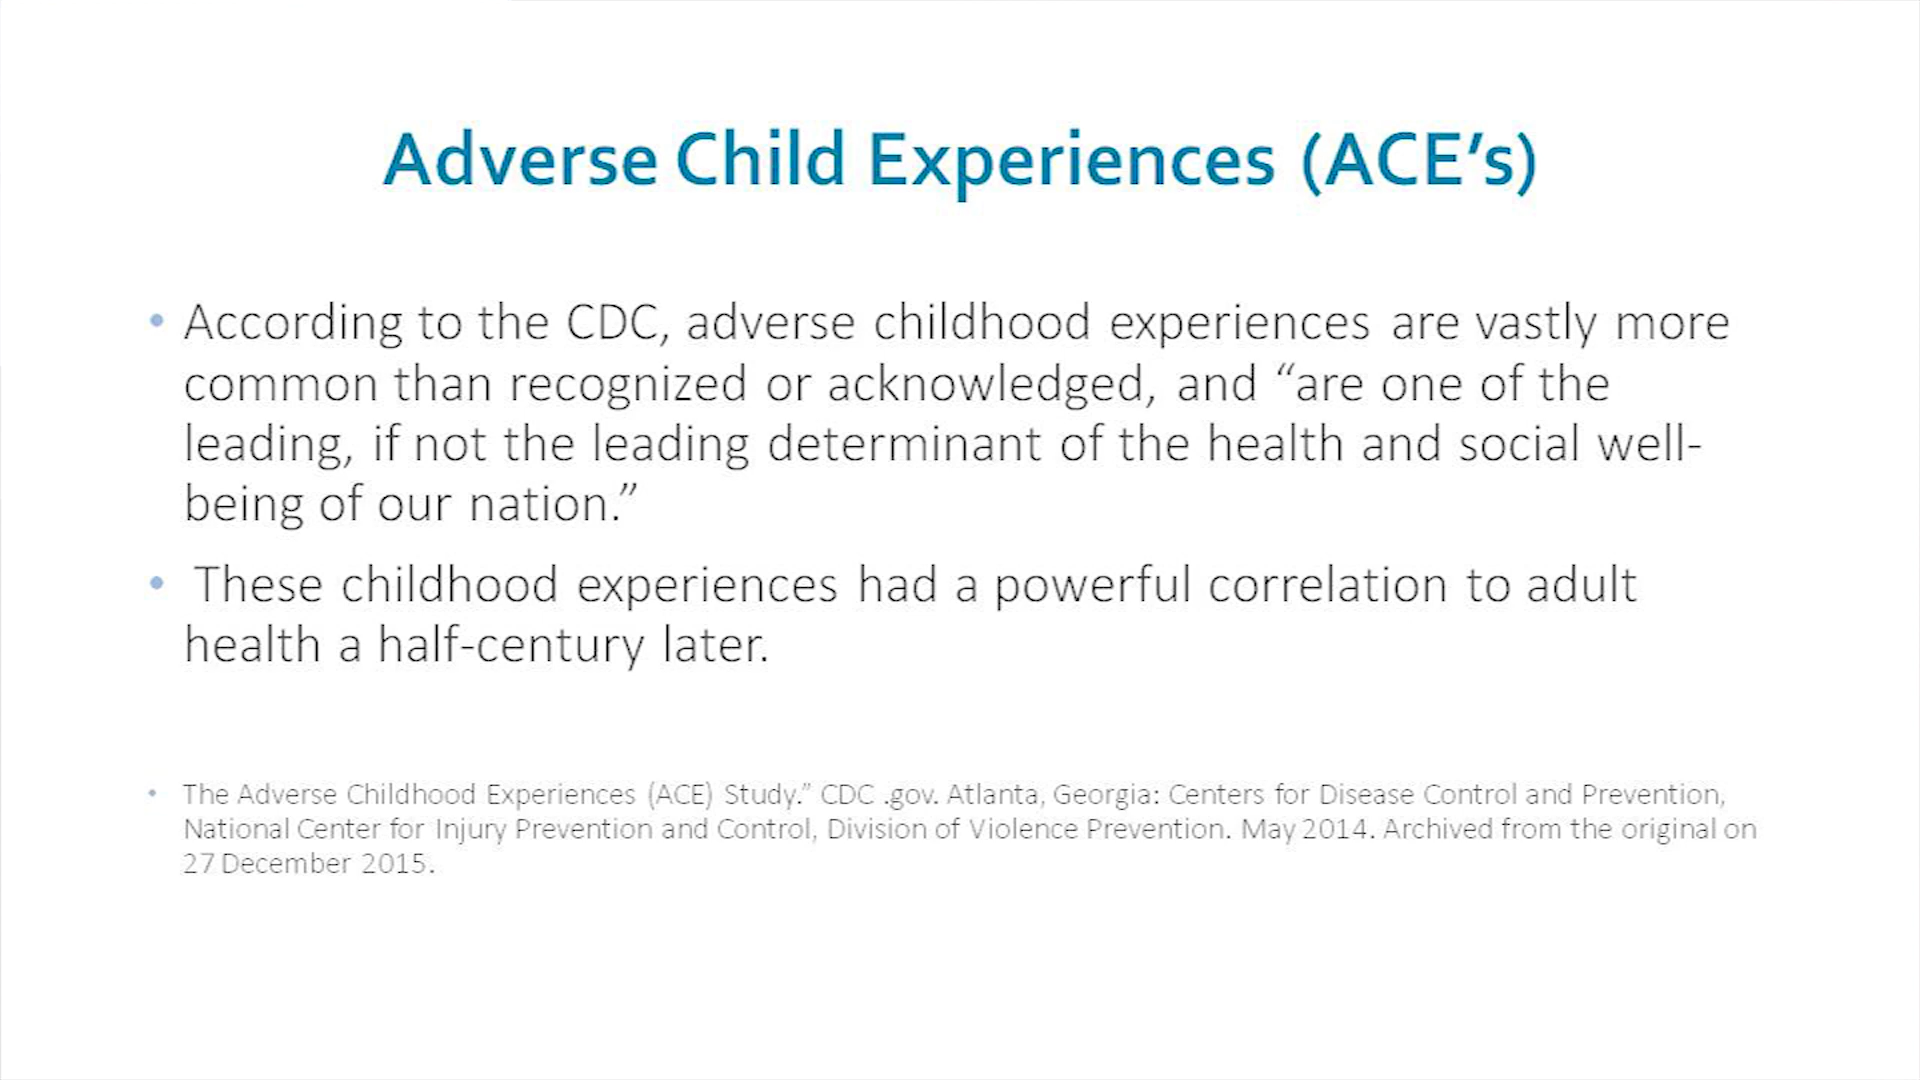 Adverse Child Experiences (ACE’s)
• According to the CDC, adverse childhood experiences are vastly more
common than recognized or acknowledged, and “are one of the
leading, if not the leading determinant of the health and social well-
being of our nation.”
• These childhood experiences had a powerful correlation to adult
health a half-century later.
• The Adverse Childhood Experiences (ACE) Study.” CDC .gov. Atlanta, Georgia: Centers for Disease Control and Prevention,
National Center for Injury Prevention and Control, Division of Violence Prevention. May 2014. Archived from the original on
27 December 2015.